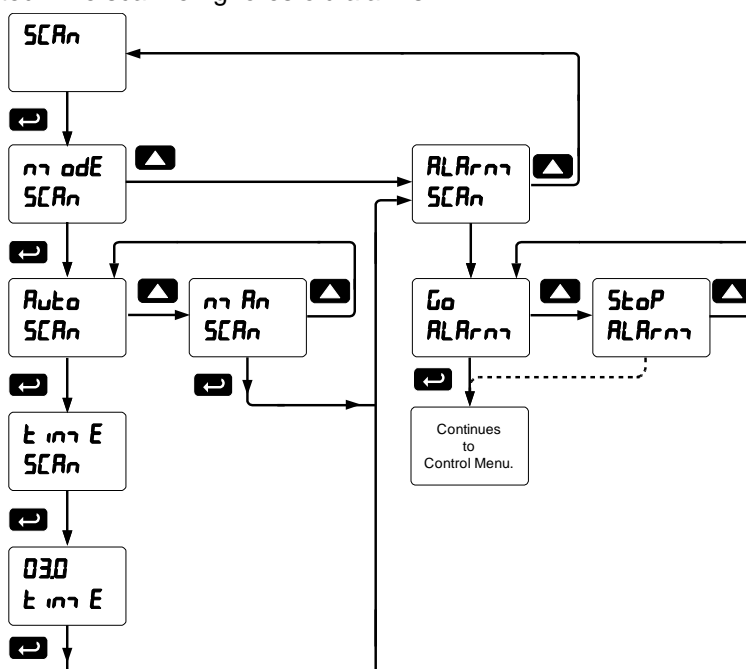 SCAn
modE
SCAn
ALArm
SCAn
Auto
SCAn
mAn
SCAn
Go
ALArm
StoP
ALArm
timE
SCAn
Continues
to
Control Menu.
03.0
timE